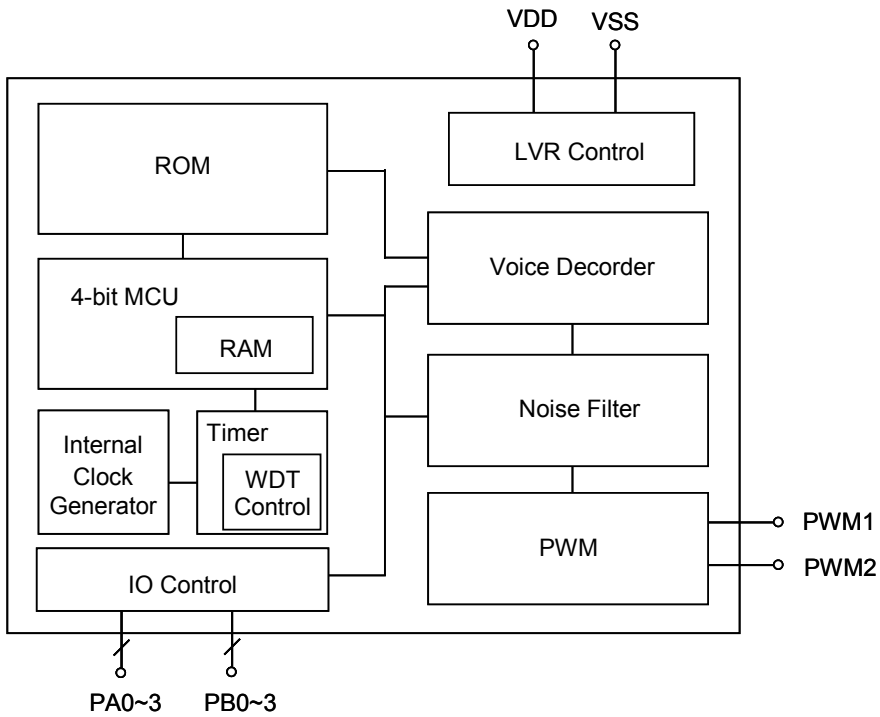 VDD
VSS
ROM
LVR Control
4-bit MCU
RAM
Voice Decorder
Internal
Clock
Generator
Timer
WDT
Control
Noise Filter
IO Control
PWM
PWM1
PWM2
PA0~3
PB0~3